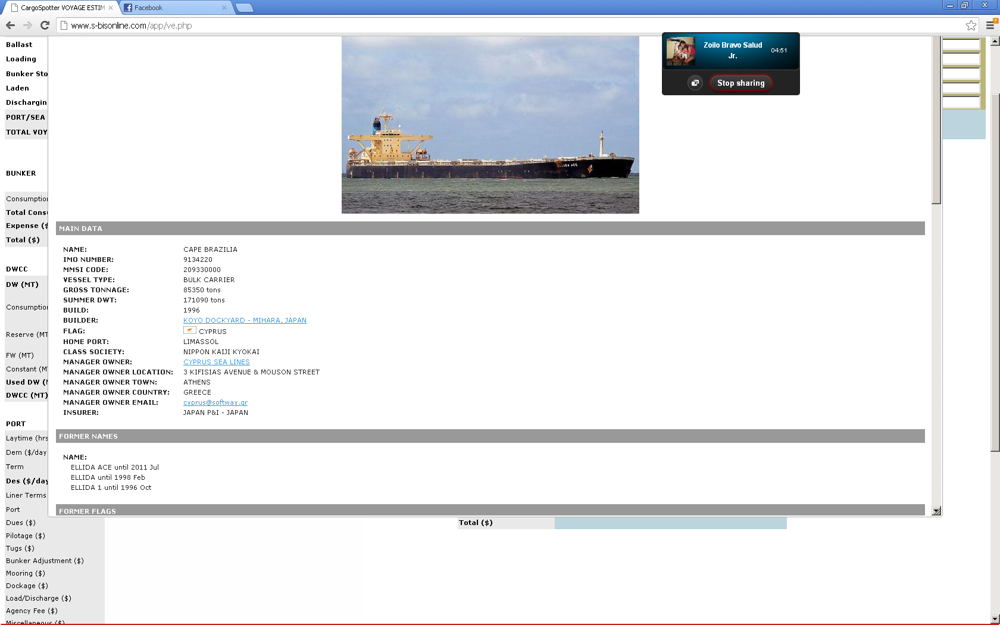 CargoSpotter VOYAGE ESTIM
Facebook
www.s-bisonline.com/app/ve.php
Zoilo Bravo Salud
Jr.
04:51
Stop sharing
Ballast
Loading
Bunker Sto
Laden
Dischargin
PORT/SEA
TOTAL VOY
BUNKER
Consumption
Total Consu
Expense ($
Total ($)
DWCC
DW (MT)
Consumption
Reserve (MT
FW (MT)
Constant (MT
Used DW (M
DWCC (MT)
PORT
Laytime (hrs
Dem ($/day
Term
Des ($/day
Liner Terms
Port
Dues ($)
Pilotage ($)
Tugs ($)
Bunker Adjustment ($)
Mooring ($)
Dockage ($)
Load/Discharge ($)
Agency Fee ($)
Miscellaneous ($)
ELLIDA ACE
MAIN DATA
NAME: CAPE BRAZILIA
IMO NUMBER: 9134220
MMSI CODE: 209330000
VESSEL TYPE: BULK CARRIER
GROSS TONNAGE: 85350 tons
SUMMER DWT: 171090 tons
BUILD: 1996
BUILDER: KOYO DOCKYARD - MIHARA, JAPAN
FLAG: CYPRUS
HOME PORT: LIMASSOL
CLASS SOCIETY: NIPPON KAIJI KYOKAI
MANAGER OWNER: CYPRUS SEA LINES
MANAGER OWNER LOCATION: 3 KIFISIAS AVENUE & MOUSON STREET
MANAGER OWNER TOWN: ATHENS
MANAGER OWNER COUNTRY: GREECE
MANAGER OWNER EMAIL: cyprus@softway.gr
INSURER: JAPAN P&I - JAPAN
FORMER NAMES
NAME:
ELLIDA ACE until 2011 Jul
ELLIDA until 1998 Feb
ELLIDA 1 until 1996 Oct
FORMER FLAGS
Total ($)